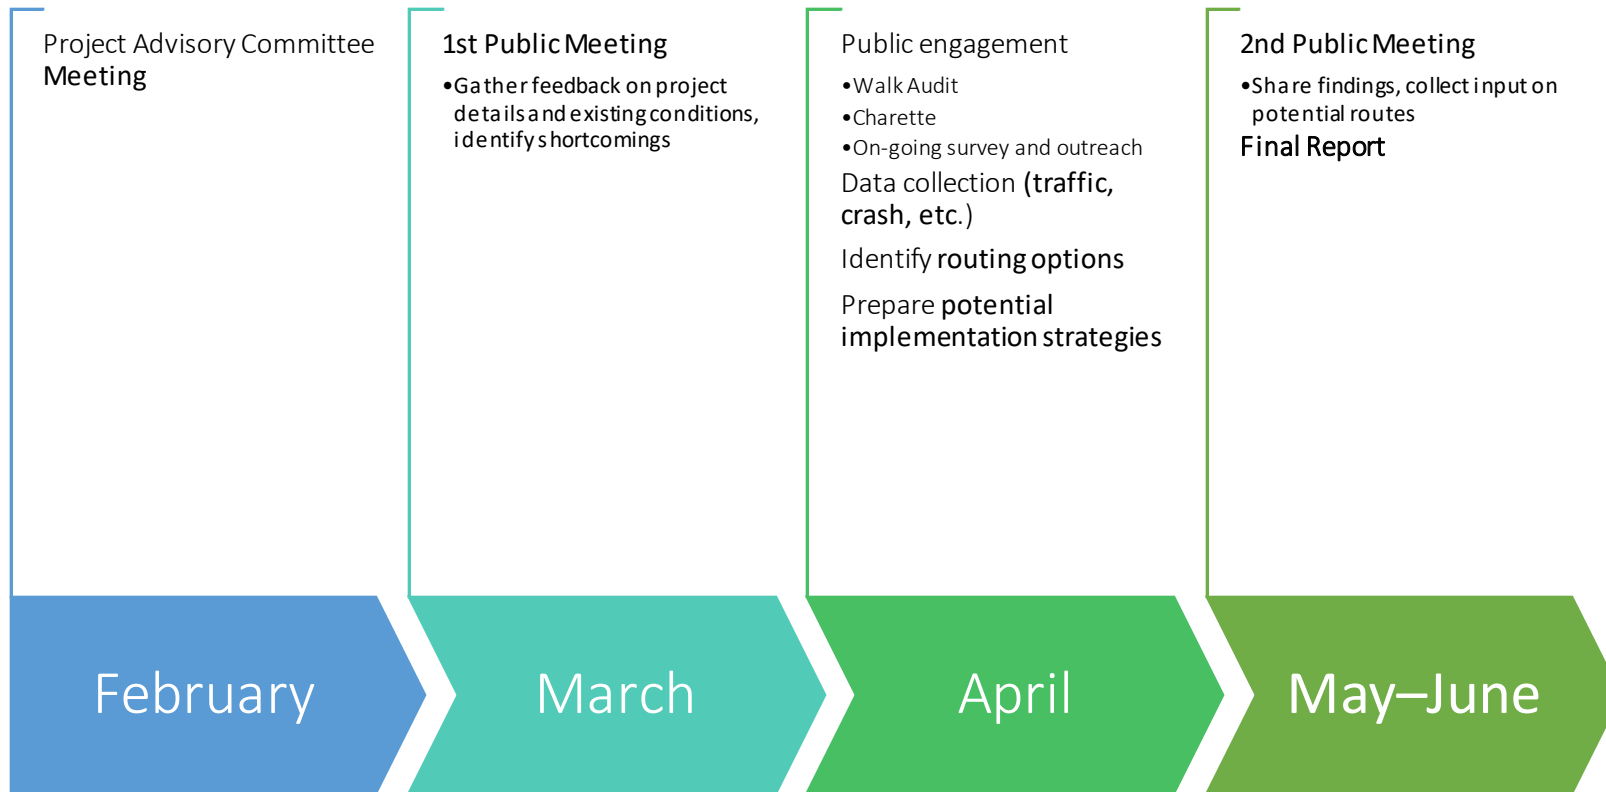 Project Advisory Committee
Meeting
1st Public Meeting
•Gather feedback on project
details and existing conditions,
identify shortcomings
Public engagement
•Walk Audit
•Charette
•On-going survey and outreach
Data collection (traffic,
crash, etc.)
Identify routing options
Prepare potential
implementation strategies
2nd Public Meeting
•Share findings, collect input on
potential routes
Final Report
February
March
April
May–June